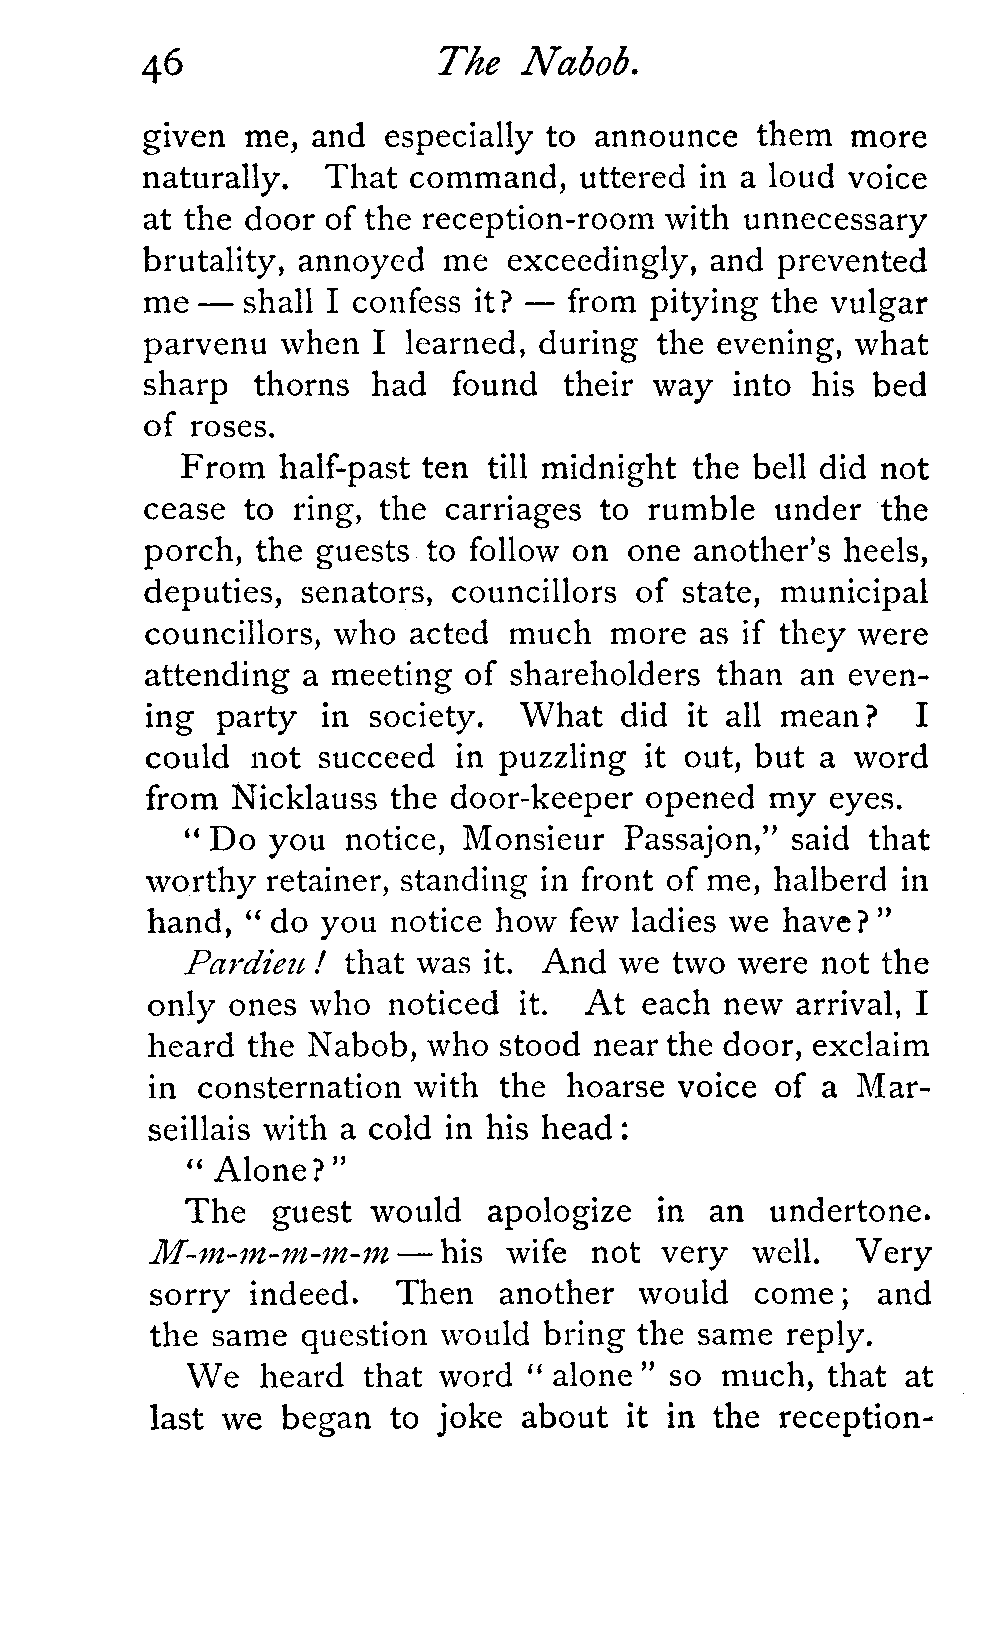 46 The Nabob.
given me, and especially to announce them more
naturally. That command, uttered in a loud voice
at the door of the reception-room with unnecessary
brutality, annoyed me exceedingly, and prevented
me — shall I confess it? — from pitying the vulgar
parvenu when I learned, during the evening, what
sharp thorns had found their way into his bed
of roses.
From half-past ten till midnight the bell did not
cease to ring, the carriages to rumble under the
porch, the guests to follow on one another's heels,
deputies, senators, councillors of state, municipal
councillors, who acted much more as if they were
attending a meeting of shareholders than an even-
ing party in society. What did it all mean? I
could not succeed in puzzling it out, but a word
from Nicklauss the door-keeper opened my eyes.
"Do you notice, Monsieur Passajon," said that
worthy retainer, standing in front of me, halberd in
hand, "do you notice how few ladies we have?"
Pardieu! that was it. And we two were not the
only ones who noticed it. At each new arrival, I
heard the Nabob, who stood near the door, exclaim
in consternation with the hoarse voice of a Mar-
seillais with a cold in his head:
"Alone?"
The guest would apologize in an undertone.
M-m-m-m-m-m — his wife not very well. Very
sorry indeed. Then another would come; and
the same question would bring the same reply.
We heard that word "alone" so much, that at
last we began to joke about it in the reception-